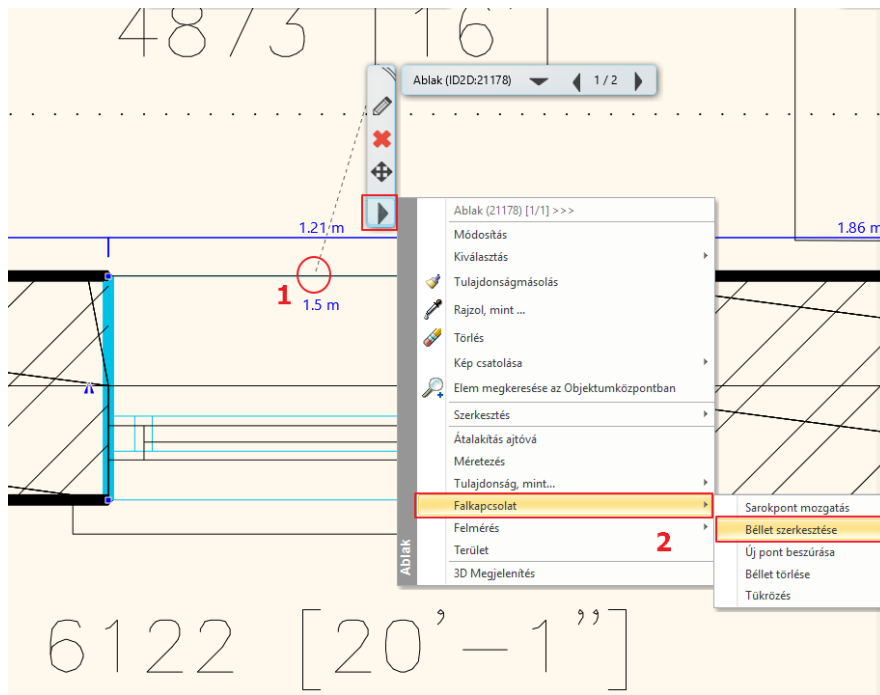 4873 [16'
Ablak (ID2D:21178)
1 / 2
Ablak (21178) [1/1] >>>
1.21 m
1.86 m
Módosítás
Kiválasztás
Tulajdonságmásolás
1
1.5 m
Rajzol, mint ...
Törlés
Kép csatolása
Elem megkeresése az Objektumközpontban
Szerkesztés
Átalakítás ajtóvá
Méretezés
Tulajdonság, mint...
Falkapcsolat
Sarokpont mozgatás
Felmérés
2
Béllet szerkesztése
Terület
Új pont beszúrása
3D Megjelenítés
Béllet törlése
Tükrözés
Ablak
6122 [20'-1"]